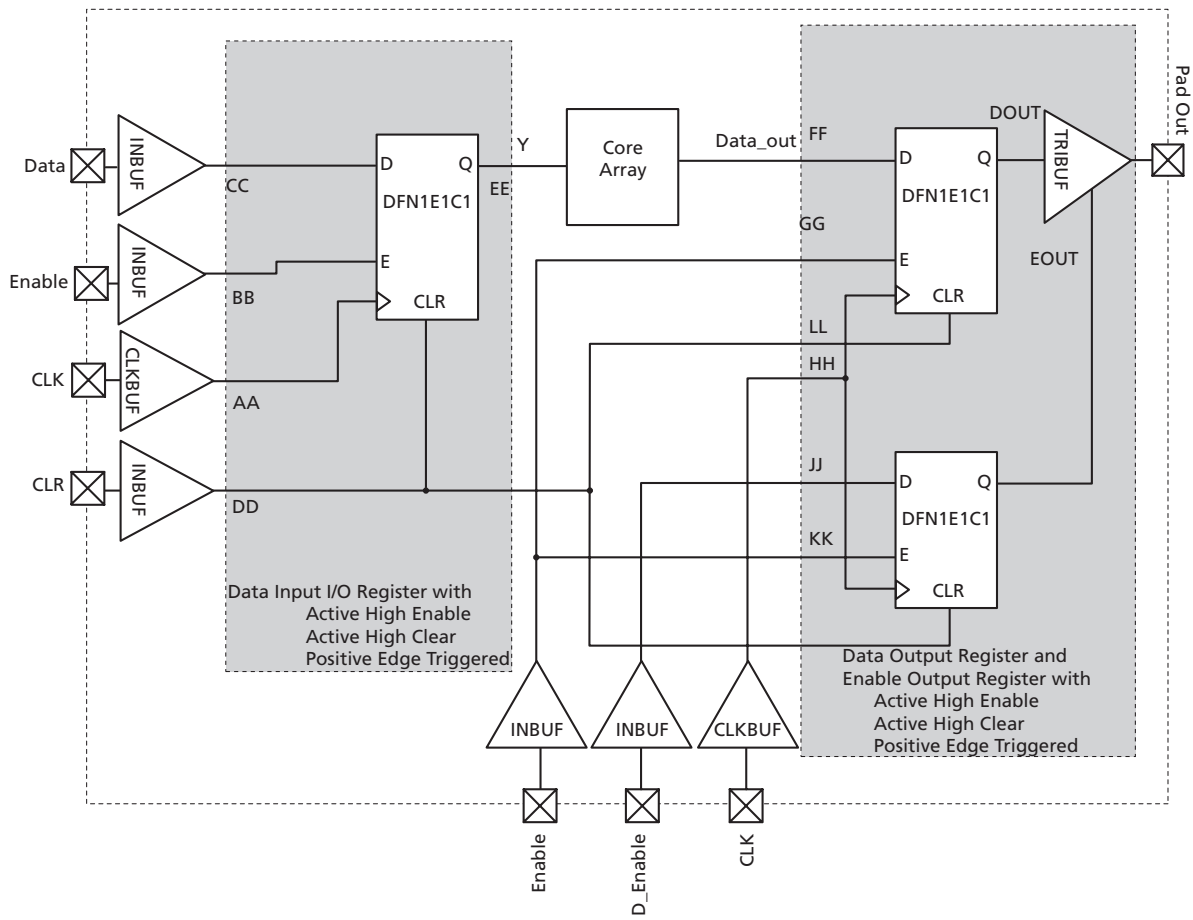 Data
INBUF
CC
D
Q
DFN1E1C1
E
CLR
Y
EE
Core
Array
Data_out
FF
D
Q
DFN1E1C1
E
CLR
GG
DOUT
TRIBUF
EOUT
Pad Out
Enable
INBUF
BB
CLK
CLKBUF
AA
LL
HH
CLR
INBUF
DD
JJ
D
Q
DFN1E1C1
KK
E
CLR
Data Input I/O Register with
Active High Enable
Active High Clear
Positive Edge Triggered
Data Output Register and
Enable Output Register with
Active High Enable
Active High Clear
Positive Edge Triggered
INBUF
INBUF
CLKBUF
Enable
D_Enable
CLK